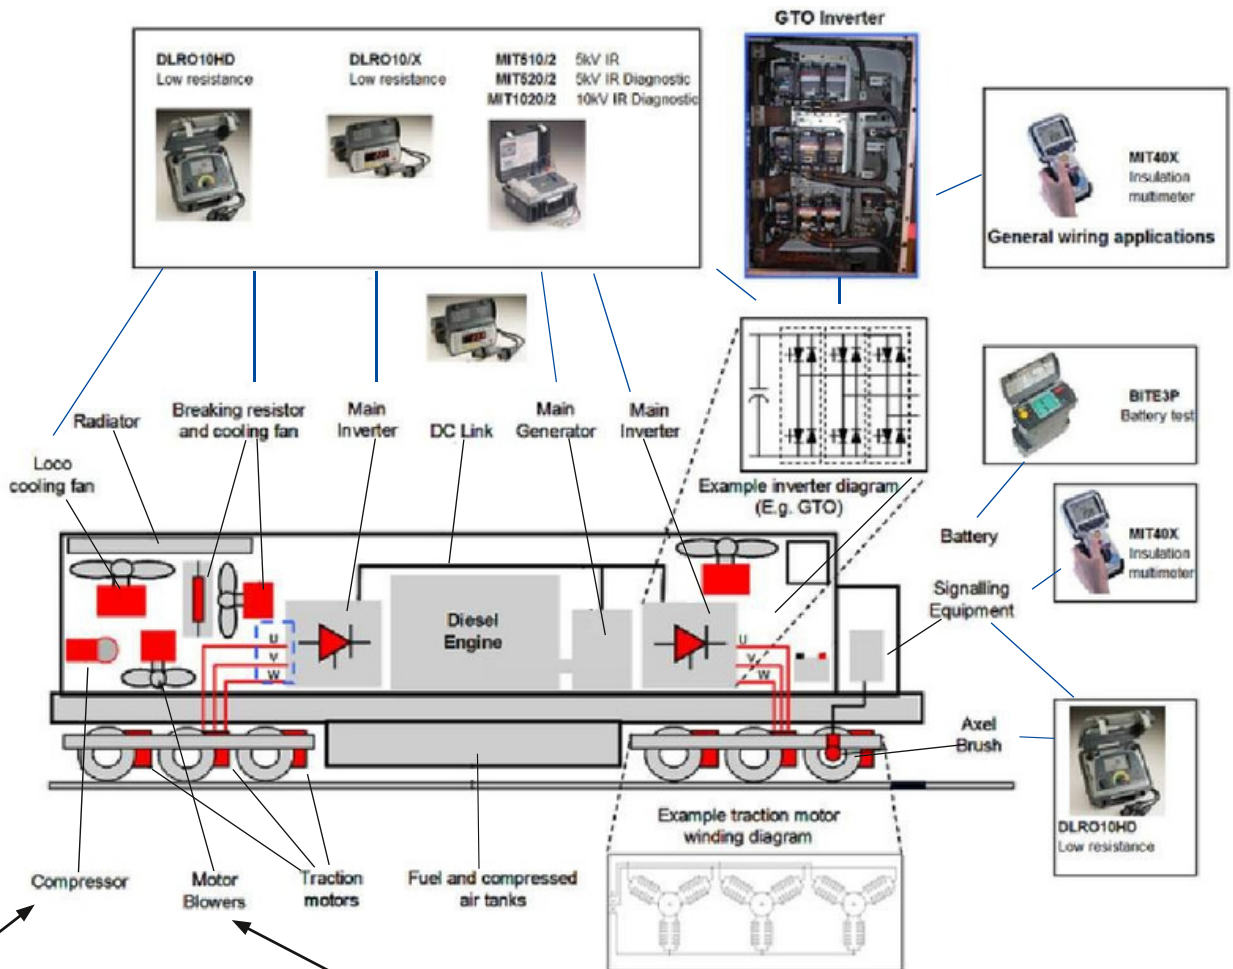 GTO Inverter
DLRO10HD
Low resistance
DLRO10/X
Low resistance
MIT510/2 5kV IR
MIT520/2 5kV IR Diagnostic
MIT1020/2 10kV IR Diagnostic
MIT40X
Insulation
multimeter
General wiring applications
BITE3P
Battery test
Radiator
Breaking resistor
and cooling fan
Main
Inverter
DC Link
Main
Generator
Main
Inverter
Loco
cooling fan
Example inverter diagram
(E.g. GTO)
Battery
MIT40X
Insulation
multimeter
Signalling
Equipment
Diesel
Engine
U
V
W
U
V
W
Axel
Brush
DLRO10HD
Low resistance
Example traction motor
winding diagram
Compressor
Motor
Blowers
Traction
motors
Fuel and compressed
air tanks